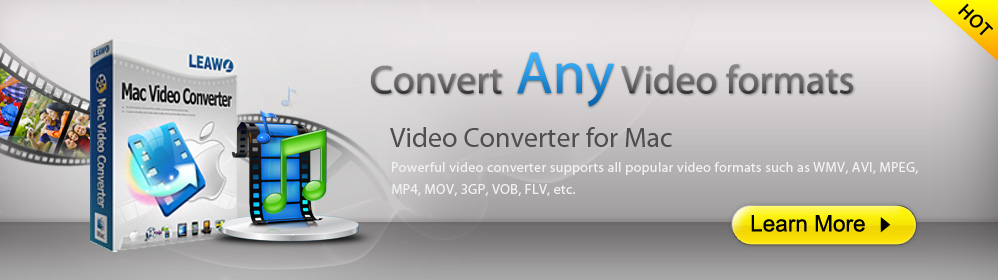 HOT
LEAWO
LEAWO
Mac Video Converter
Mac Video Converter
Convert Any Video formats
Video Converter for Mac
Powerful video converter supports all popular video formats such as WMV, AVI, MPEG,
MP4, MOV, 3GP, VOB, FLV, etc.
Learn More